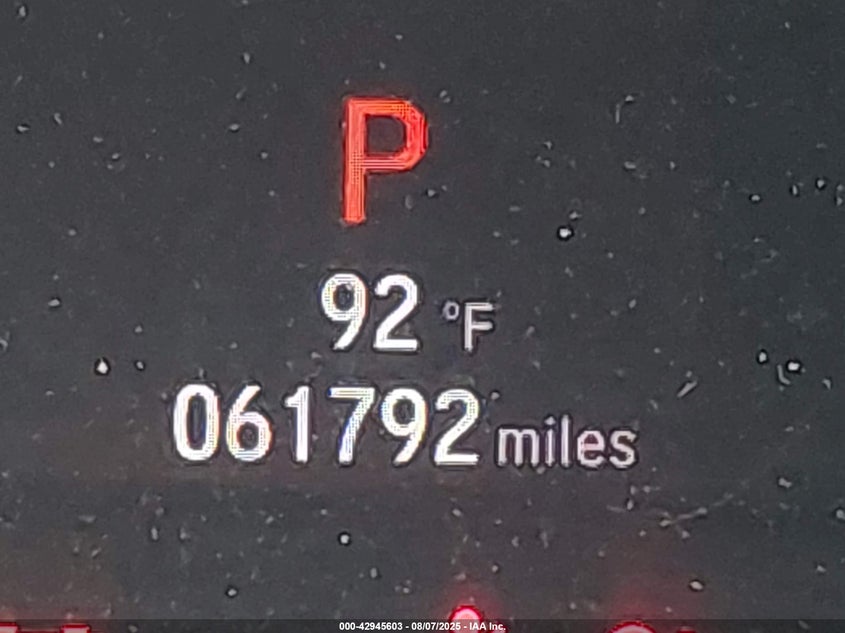 P
92 °F
061792 miles
000-42945603 - 08/07/2025 - IAA Inc.